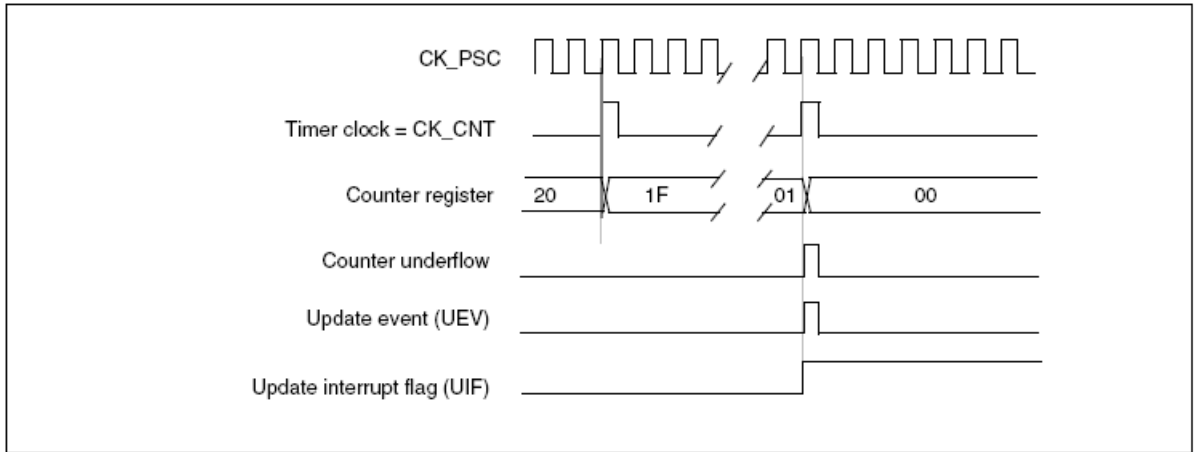 CK_PSC
Timer clock = CK_CNT
Counter register 20 1F 01 00
Counter underflow
Update event (UEV)
Update interrupt flag (UIF)